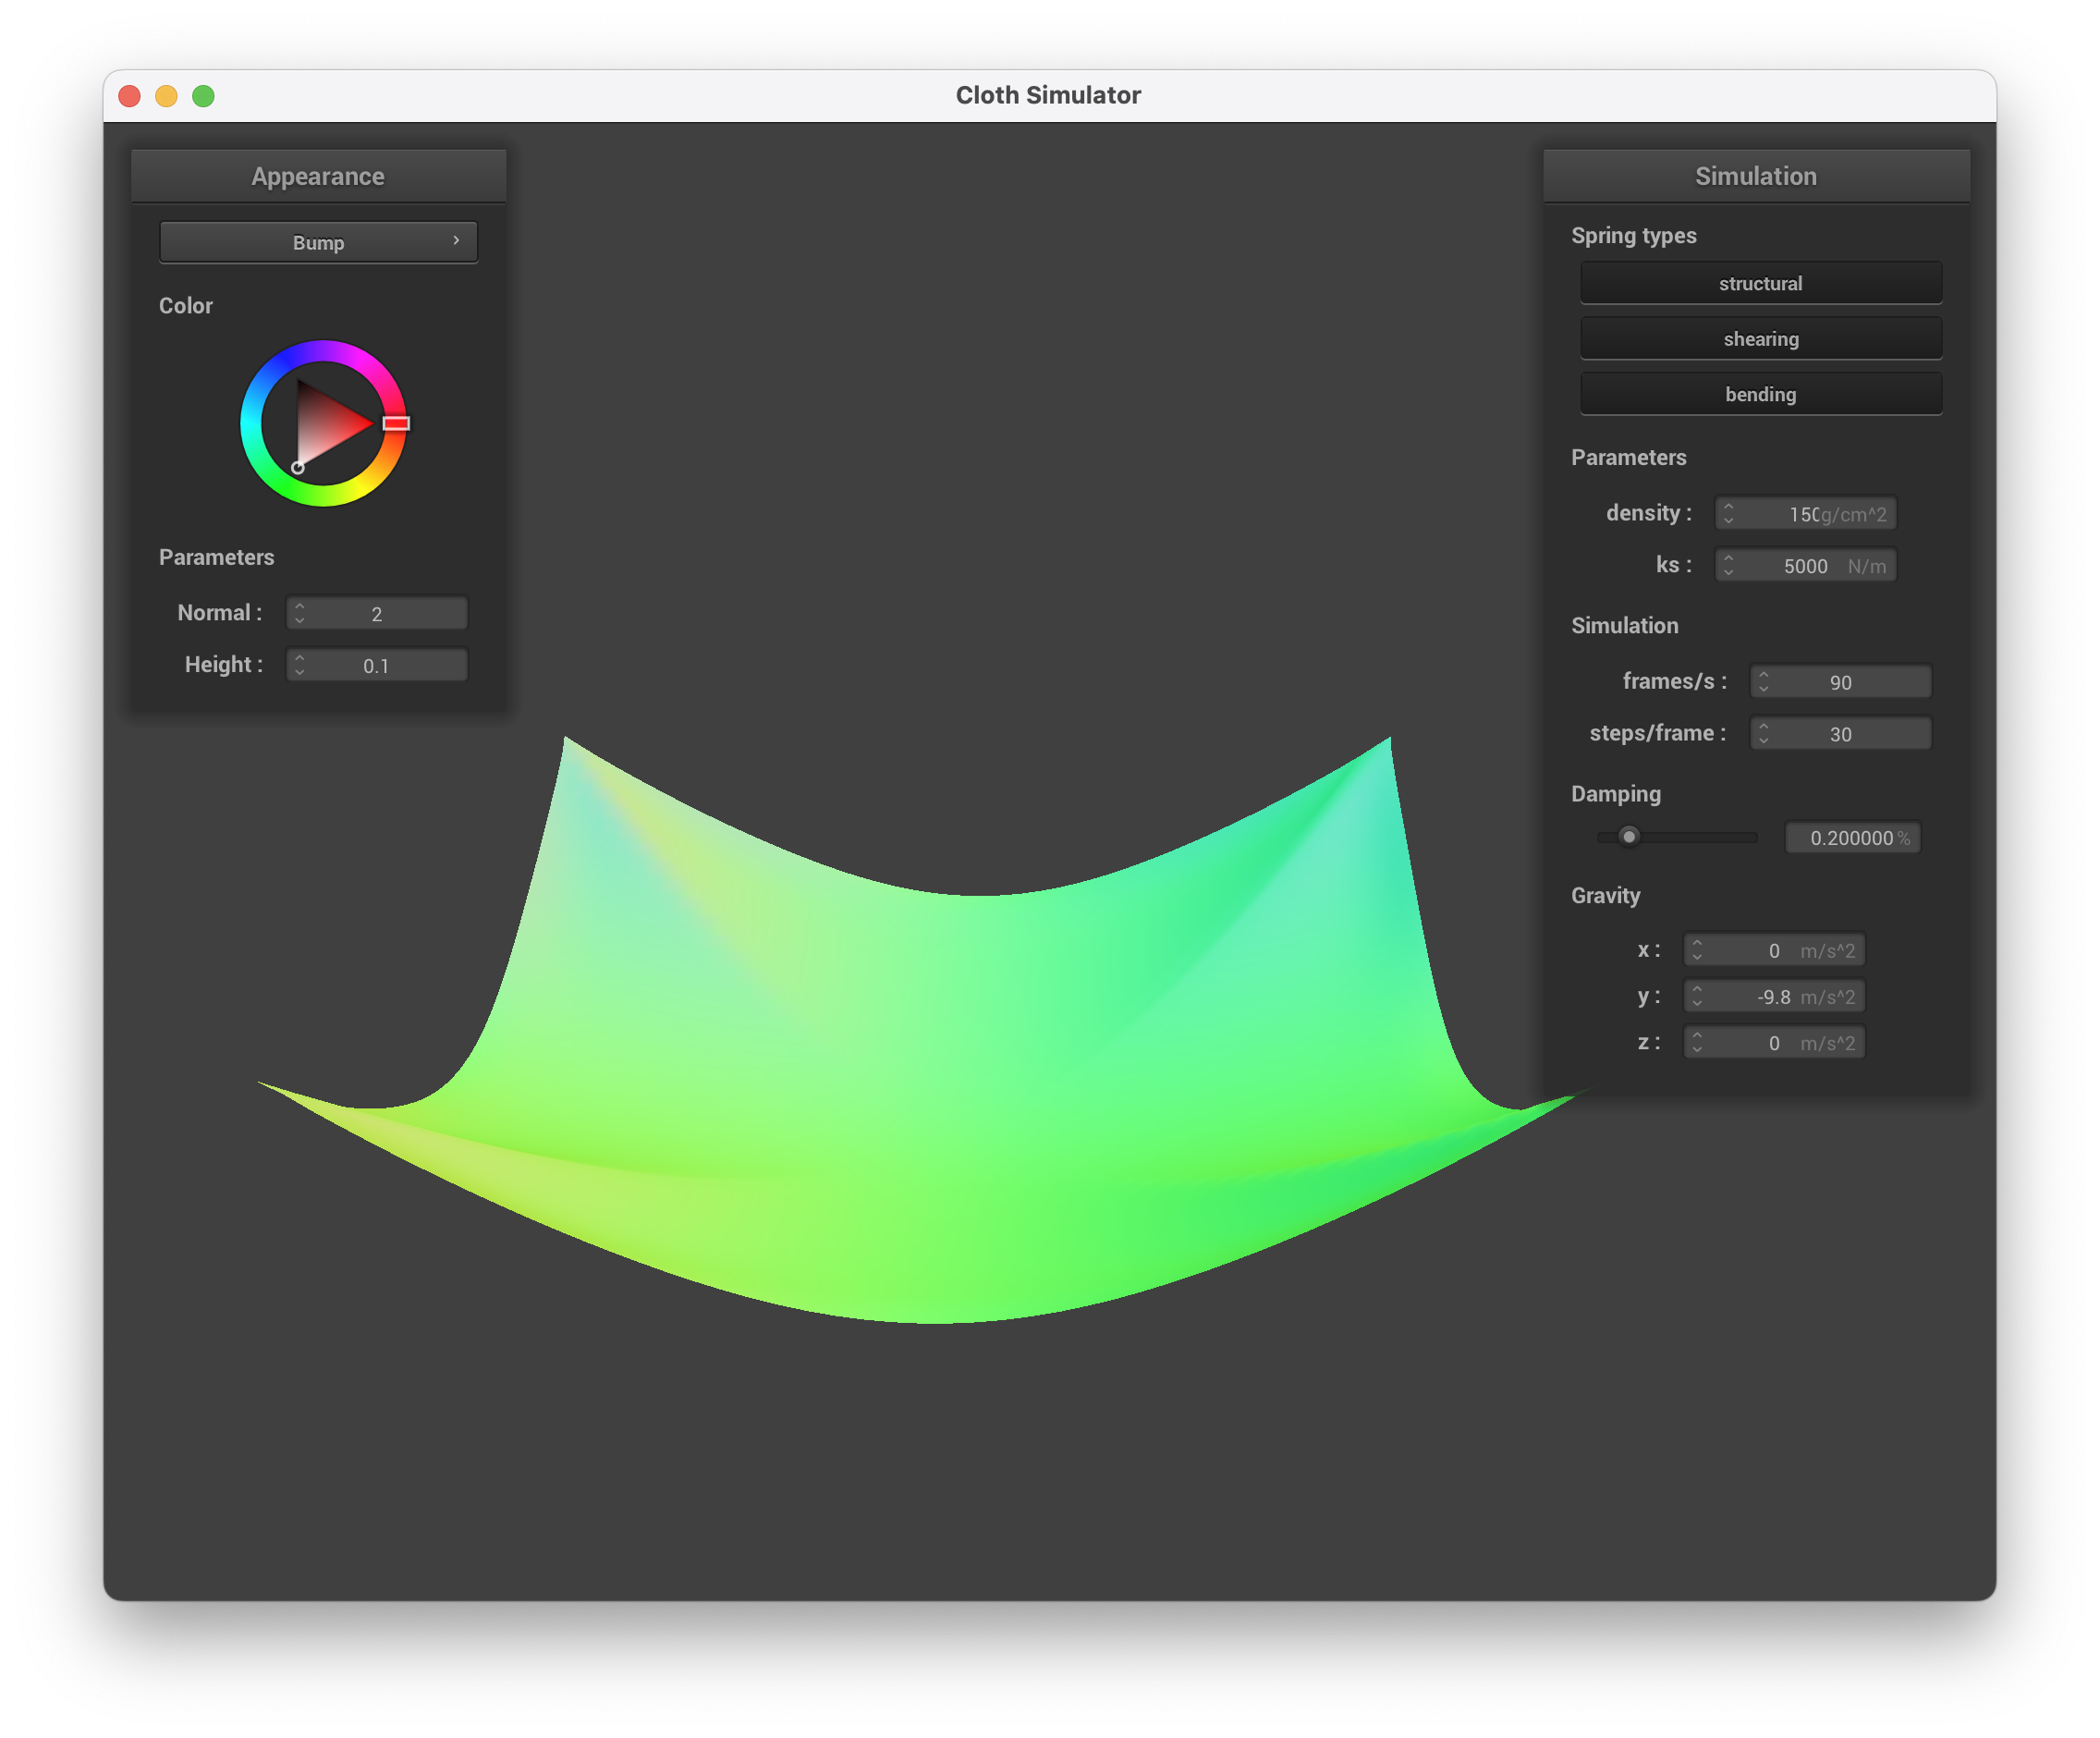 Cloth Simulator
Appearance
Bump
Color
Parameters
Normal : 2
Height : 0.1
Simulation
Spring types
structural
shearing
bending
Parameters
density : 150 g/cm^2
ks : 5000 N/m
Simulation
frames/s : 90
steps/frame : 30
Damping
0.200000 %
Gravity
x : 0 m/s^2
y : -9.8 m/s^2
z : 0 m/s^2